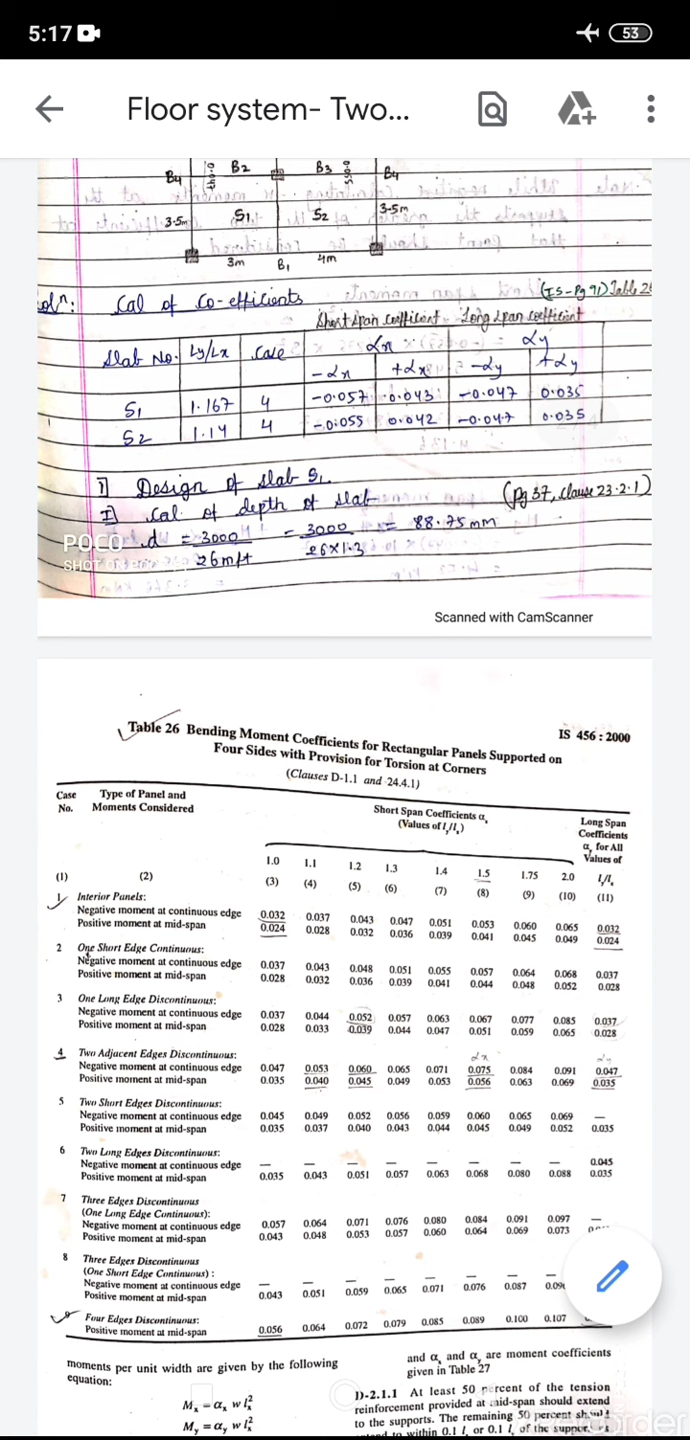 5:17
53
Floor system- Two...
B4
B2
B3
B4
3.5m
S1
S2
3.5m
3m
B1
4m
Soln:
Cal of Co-efficients
(IS-Pg 91) Table 26
Short span coefficient
Long span coefficient
Slab No.
Ly/Lx
Case
αx
αy
-αx
+αx
-αy
+αy
S1 1.167 4 -0.057 0.043 -0.047 0.035
S2 1.14 4 -0.055 0.042 -0.047 0.035
1] Design of slab S1.
I] Cal of depth of slab
(Pg 37, Clause 23.2.1)
d = 3000 = 3000 = 88.75 mm
26 mft 26x1.3
POCO
SHOT
Scanned with CamScanner
IS 456 : 2000
Table 26 Bending Moment Coefficients for Rectangular Panels Supported on
Four Sides with Provision for Torsion at Corners
(Clauses D-1.1 and 24.4.1)
Case Type of Panel and Short Span Coefficients αx Long Span
No. Moments Considered (Values of ly/lx) Coefficients
αy for All
Values of
1.0 1.1 1.2 1.3 1.4 1.5 1.75 2.0 ly/lx
(1) (2) (3) (4) (5) (6) (7) (8) (9) (10) (11)
1 Interior Panels:
Negative moment at continuous edge 0.032 0.037 0.043 0.047 0.051 0.053 0.060 0.065 0.032
Positive moment at mid-span 0.024 0.028 0.032 0.036 0.039 0.041 0.045 0.049 0.024
2 One Short Edge Continuous:
Negative moment at continuous edge 0.037 0.043 0.048 0.051 0.055 0.057 0.064 0.068 0.037
Positive moment at mid-span 0.028 0.032 0.036 0.039 0.041 0.044 0.048 0.052 0.028
3 One Long Edge Discontinuous:
Negative moment at continuous edge 0.037 0.044 0.052 0.057 0.063 0.067 0.077 0.085 0.037
Positive moment at mid-span 0.028 0.033 0.039 0.044 0.047 0.051 0.059 0.065 0.028
4 Two Adjacent Edges Discontinuous:
αx
Negative moment at continuous edge 0.047 0.053 0.060 0.065 0.071 0.075 0.084 0.091 0.047
Positive moment at mid-span 0.035 0.040 0.045 0.049 0.053 0.056 0.063 0.069 0.035
5 Two Short Edges Discontinuous:
Negative moment at continuous edge 0.045 0.049 0.052 0.056 0.059 0.060 0.065 0.069 —
Positive moment at mid-span 0.035 0.037 0.040 0.043 0.044 0.045 0.049 0.052 0.035
6 Two Long Edges Discontinuous:
Negative moment at continuous edge — — — — — — — — 0.045
Positive moment at mid-span 0.035 0.043 0.051 0.057 0.063 0.068 0.080 0.088 0.035
7 Three Edges Discontinuous
(One Long Edge Continuous):
Negative moment at continuous edge 0.057 0.064 0.071 0.076 0.080 0.084 0.091 0.097 —
Positive moment at mid-span 0.043 0.048 0.053 0.057 0.060 0.064 0.069 0.073
8 Three Edges Discontinuous
(One Short Edge Continuous) :
Negative moment at continuous edge — — — — — — — —
Positive moment at mid-span 0.043 0.051 0.059 0.065 0.071 0.076 0.087
9 Four Edges Discontinuous:
Positive moment at mid-span 0.056 0.064 0.072 0.079 0.085 0.089 0.100 0.107
moments per unit width are given by the following
equation:
Mx = αx w lx²
My = αy w lx²
and αx and αy are moment coefficients
given in Table 27
D-2.1.1 At least 50 percent of the tension
reinforcement provided at mid-span should extend
to the supports. The remaining 50 percent should
within 0.1 lx or 0.1 ly of the support